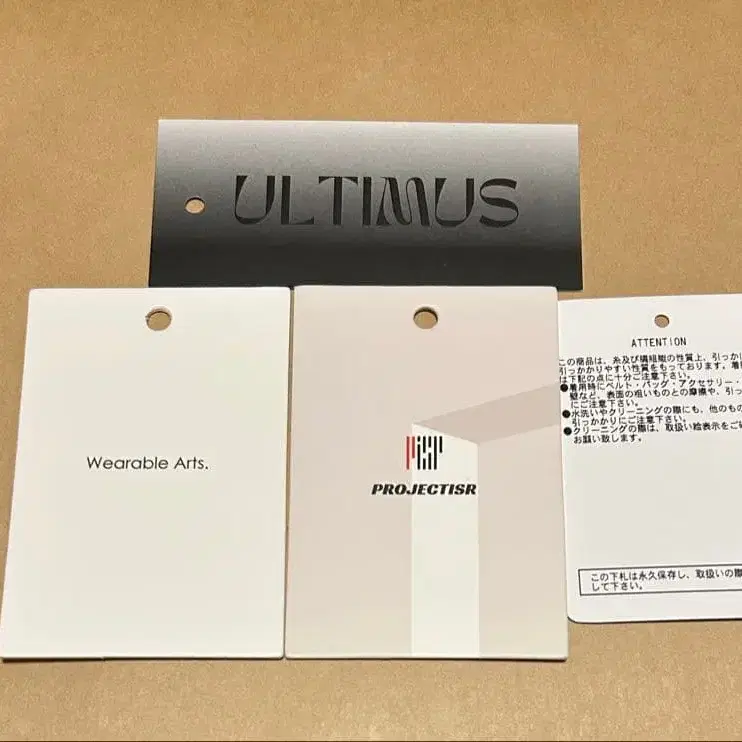 ULTIMUS
Wearable Arts.
PROJECTISR
ATTENTION
この商品は、糸及び構組織の性質上、引っかけ
引っかかりやすい性質をもっております。着
は下記の点に十分ご注意下さい。
●着用時にベルト・バッグ・アクセサリー・
壁など、表面の粗いものとの摩擦や、引っ
にご注意下さい。
●水洗いやクリーニングの際にも、他のもの
引っかかりにご注意下さい。
●クリーニングの際は、取扱い絵表示をご
お願い致します。
この下札は永久保存し、取扱いの際
して下さい。